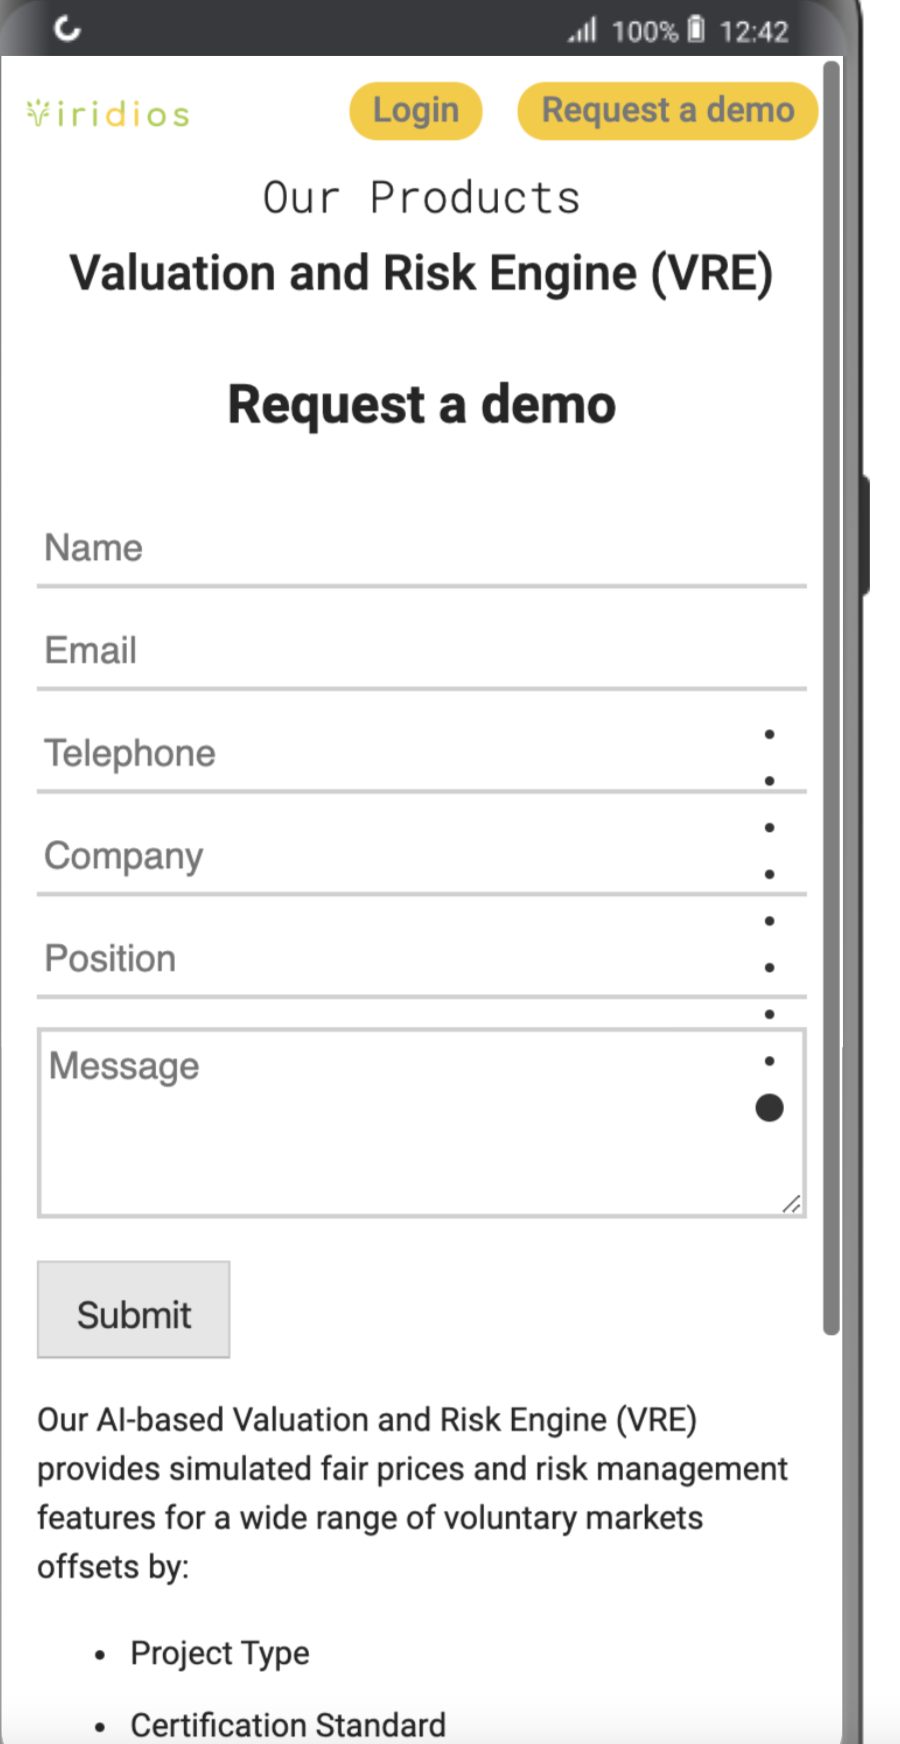 100% 12:42
Viridios
Login
Request a demo
Our Products
Valuation and Risk Engine (VRE)
Request a demo
Name
Email
Telephone
Company
Position
Message
Submit
Our AI-based Valuation and Risk Engine (VRE)
provides simulated fair prices and risk management
features for a wide range of voluntary markets
offsets by:
• Project Type
• Certification Standard